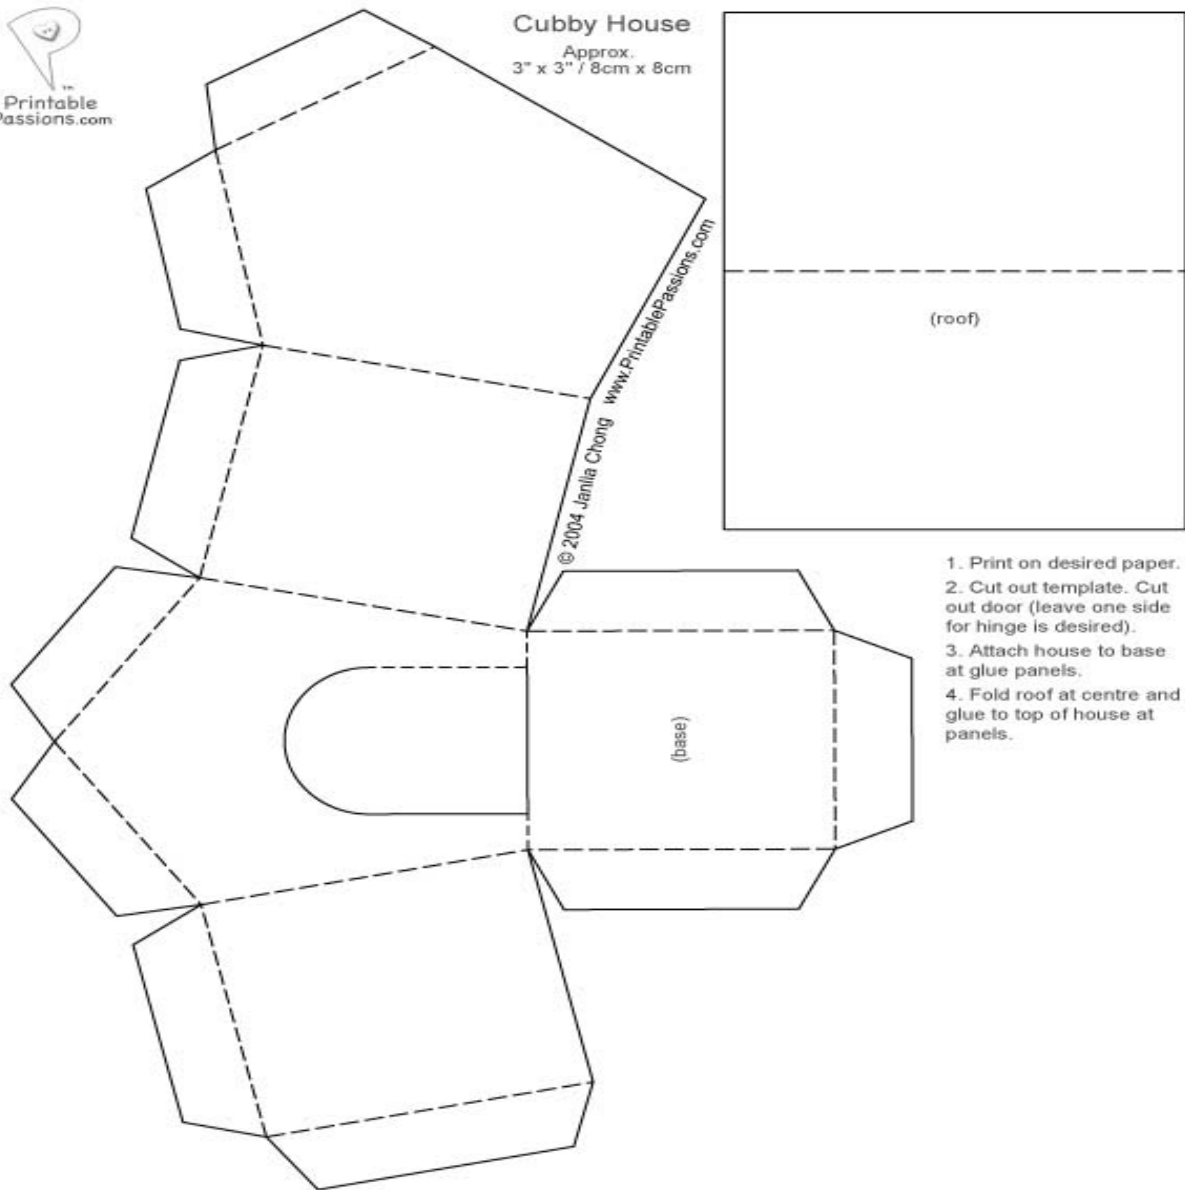 Cubby House
Approx.
3" x 3" / 8cm x 8cm
TM
Printable
Passions.com
(roof)
© 2004 Janlia Chong www.PrintablePassions.com
1. Print on desired paper.
2. Cut out template. Cut
out door (leave one side
for hinge is desired).
3. Attach house to base
at glue panels.
4. Fold roof at centre and
glue to top of house at
panels.
(base)